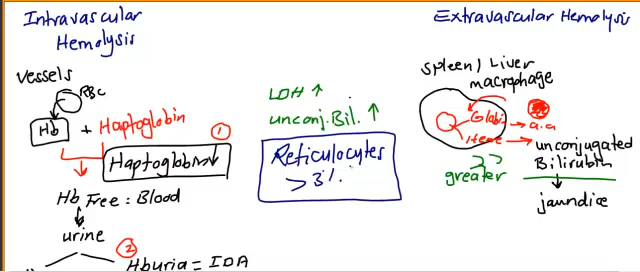 Intravascular
Hemolysis
vessels
RBC
Hb + Haptoglobin
1
Haptoglobin↓
Hb Free : Blood
urine
2
Hburia = IDA
LDH ↑
unconj. Bil. ↑
Reticulocytes
> 3%
Extravascular Hemolysis
spleen / Liver
macrophage
Globin → a.a
Heme → unconjugated
Bilirubin
greater
jaundice